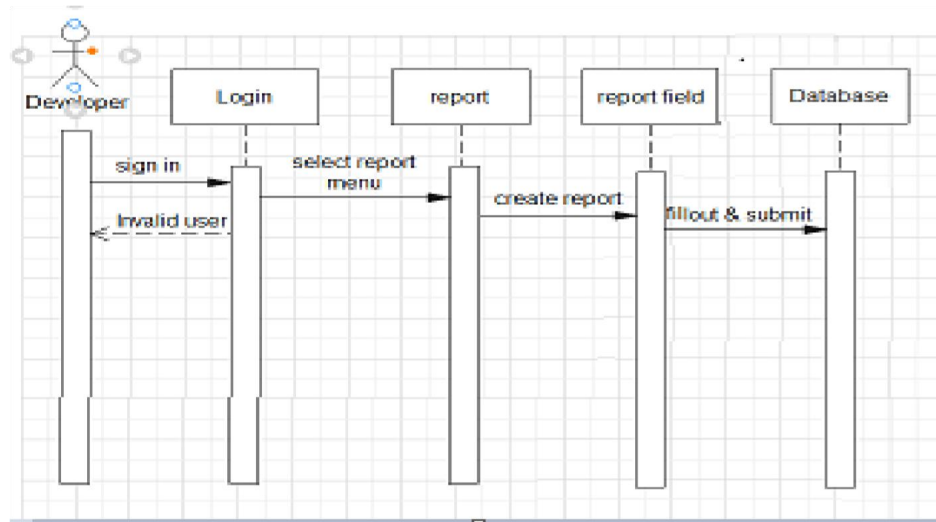 Developer
Login
report
report field
Database
sign in
select report
menu
create report
fillout & submit
Invalid user